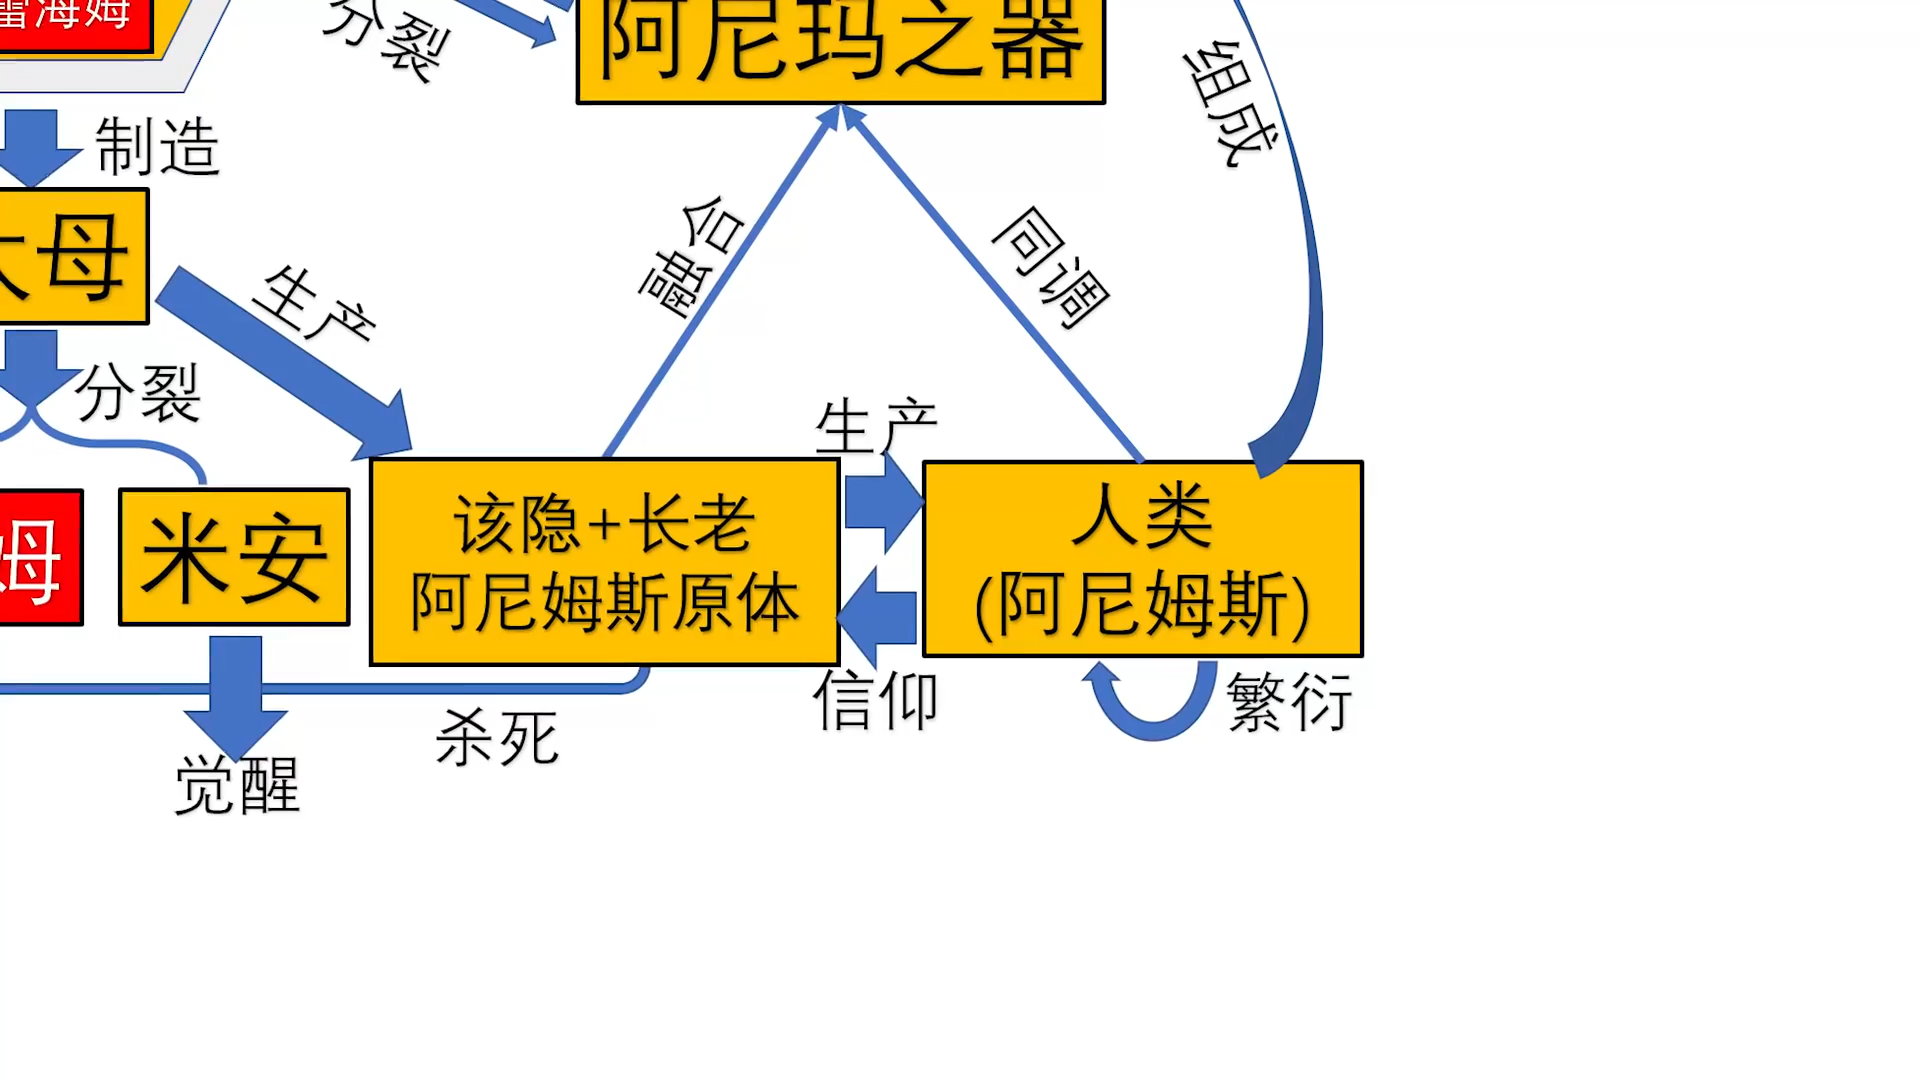 雷海姆
分裂
阿尼玛之器
组成
制造
融合
同调
大母
生产
分裂
生产
姆
米安
该隐+长老
阿尼姆斯原体
人类
(阿尼姆斯)
信仰
繁衍
杀死
觉醒